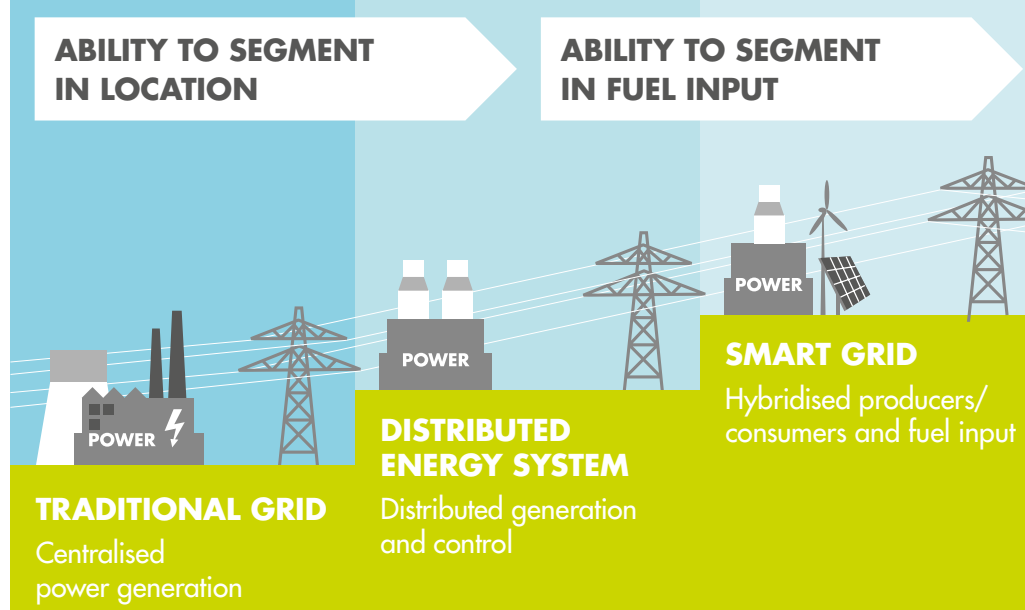 ABILITY TO SEGMENT
IN LOCATION
ABILITY TO SEGMENT
IN FUEL INPUT
POWER
TRADITIONAL GRID
Centralised
power generation
POWER
DISTRIBUTED
ENERGY SYSTEM
Distributed generation
and control
POWER
SMART GRID
Hybridised producers/
consumers and fuel input